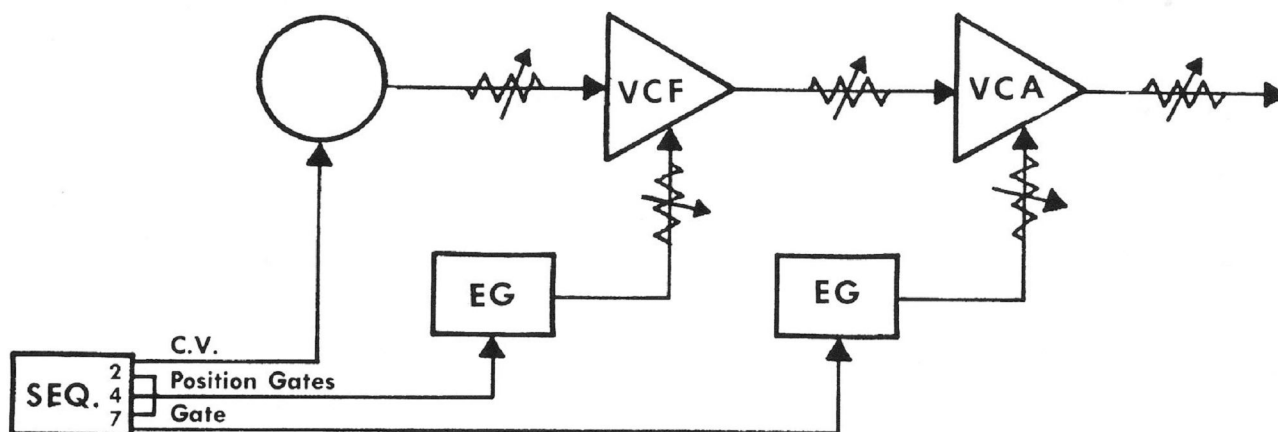 VCF
VCA
EG
EG
C.V.
2
Position Gates
SEQ.
4
7
Gate